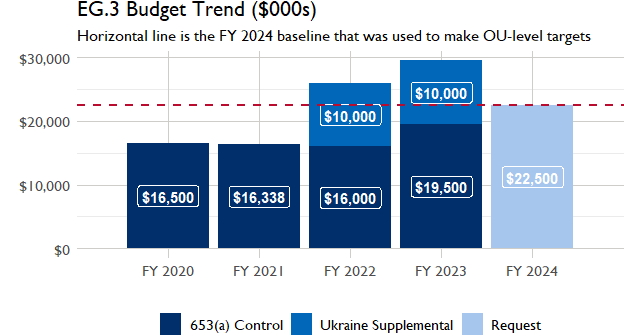 EG.3 Budget Trend ($000s)
Horizontal line is the FY 2024 baseline that was used to make OU-level targets
$30,000
$20,000
$10,000
$0
$10,000
$10,000
$16,500
$16,338
$16,000
$19,500
$22,500
FY 2020
FY 2021
FY 2022
FY 2023
FY 2024
653(a) Control
Ukraine Supplemental
Request